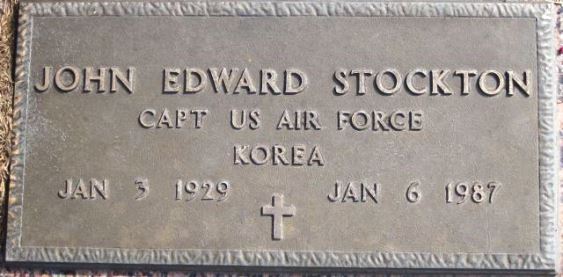 JOHN EDWARD STOCKTON
CAPT US AIR FORCE
KOREA
JAN 3 1929 JAN 6 1987